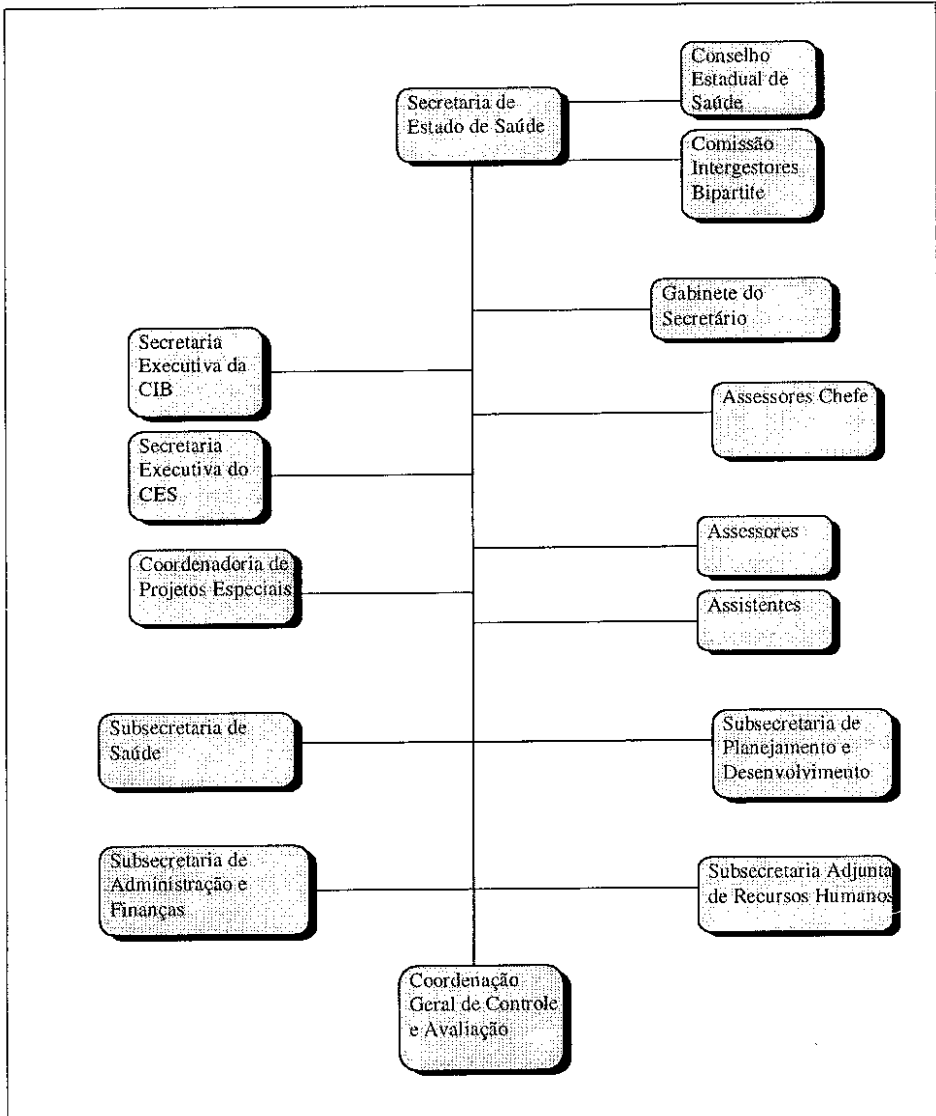 Conselho
Estadual de
Saúde
Secretaria de
Estado de Saúde
Comissão
Intergestores
Bipartite
Gabinete do
Secretário
Secretaria
Executiva da
CIB
Assessores Chefe
Secretaria
Executiva do
CES
Assessores
Coordenadoria de
Projetos Especiais
Assistentes
Subsecretaria de
Saúde
Subsecretaria de
Planejamento e
Desenvolvimento
Subsecretaria de
Administração e
Finanças
Subsecretaria Adjunta
de Recursos Humanos
Coordenação
Geral de Controle
e Avaliação